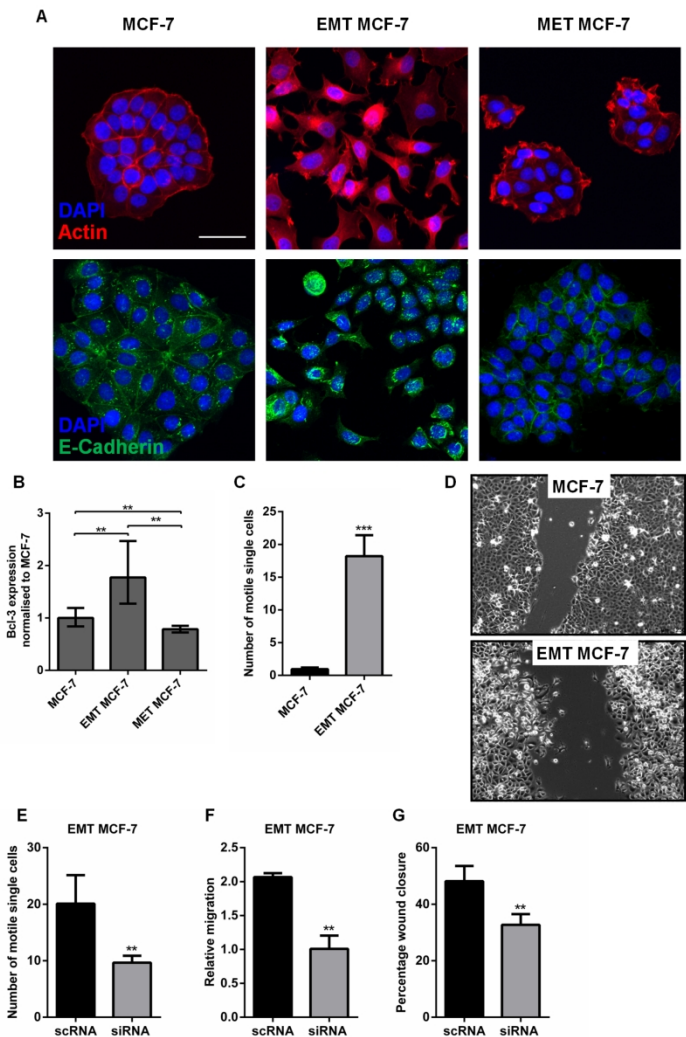 A
MCF-7
EMT MCF-7
MET MCF-7
DAPI
Actin
DAPI
E-Cadherin
B
Bcl-3 expression
normalised to MCF-7
3
2
1
0
**
**
**
MCF-7
EMT MCF-7
MET MCF-7
C
Number of motile single cells
25
20
15
10
5
0
***
MCF-7
EMT MCF-7
D
MCF-7
EMT MCF-7
E
EMT MCF-7
Number of motile single cells
30
20
10
0
**
scRNA
siRNA
F
EMT MCF-7
Relative migration
2.5
2.0
1.5
1.0
0.5
0.0
**
scRNA
siRNA
G
EMT MCF-7
Percentage wound closure
60
40
20
0
**
scRNA
siRNA